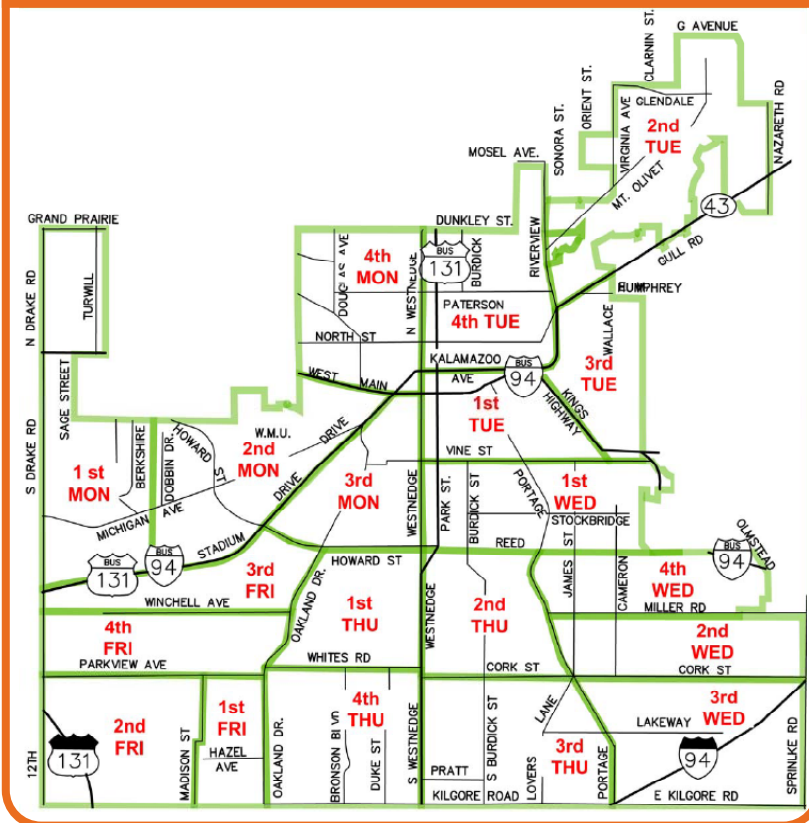 CLARNIN ST.
G AVENUE
ORIENT ST.
SONORA ST.
VIRGINIA AVE
GLENDALE
NAZARETH RD
2nd
TUE
MOSEL AVE.
MT. OLIVET
43
GULL RD
GRAND PRAIRIE
DUNKLEY ST.
N DRAKE RD
TURWILL
DOUGLAS AVE
4th
MON
N WESTNEDGE
BUS
131
BURDICK
RIVERVIEW
HUMPHREY
PATERSON
4th TUE
NORTH ST
WALLACE
3rd
TUE
KALAMAZOO
AVE
BUS
94
WEST MAIN
KINGS
HIGHWAY
1st
TUE
SAGE STREET
S DRAKE RD
1 st
MON
BERKSHIRE
DOBBIN DR.
HOWARD ST
W.M.U.
2nd
MON
DRIVE
MICHIGAN AVE
STADIUM
DRIVE
3rd
MON
WESTNEDGE
VINE ST
PARK ST.
BURDICK ST
PORTAGE
1st
WED
STOCKBRIDGE
JAMES ST
CAMERON
OLMSTEAD
BUS
94
BUS
131
BUS
94
HOWARD ST
REED
4th
WED
MILLER RD
3rd
FRI
WINCHELL AVE
OAKLAND DR.
1st
THU
WESTNEDGE
2nd
THU
2nd
WED
4th
FRI
PARKVIEW AVE
WHITES RD
CORK ST
CORK ST
12TH
131
2nd
FRI
MADISON ST
1st
FRI
HAZEL
AVE
OAKLAND DR.
BRONSON BLVD
4th
THU
DUKE ST
S WESTNEDGE
PRATT
S BURDICK ST
LOVERS
LANE
3rd
THU
PORTAGE
3rd
WED
LAKEWAY
94
SPRINLKE RD
KILGORE ROAD
E KILGORE RD